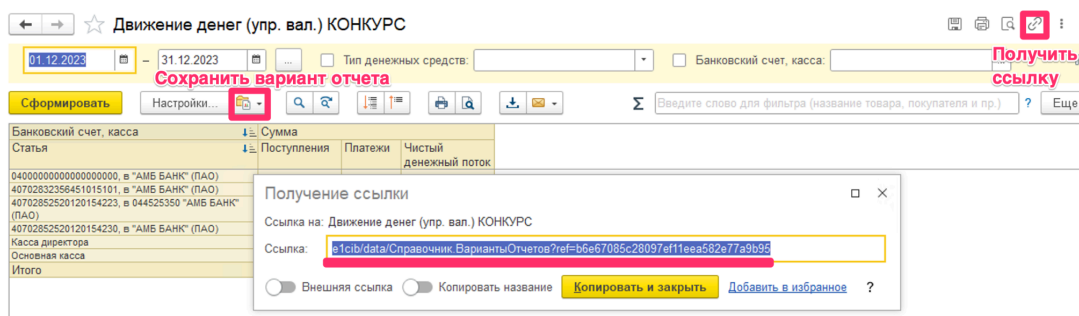 Движение денег (упр. вал.) КОНКУРС
01.12.2023 – 31.12.2023 ... Тип денежных средств: Банковский счет, касса:
Получить
ссылку
Сохранить вариант отчета
Сформировать Настройки... Σ Введите слово для фильтра (название товара, покупателя и пр.) ? Еще
Банковский счет, касса Сумма
Статья Поступления Платежи Чистый
денежный поток
04000000000000000000, в "АМБ БАНК" (ПАО)
40702832356451015101, в "АМБ БАНК" (ПАО)
40702852520120154223, в 044525350 "АМБ БАНК"
(ПАО)
40702852520120154230, в "АМБ БАНК" (ПАО)
Касса директора
Основная касса
Итого
Получение ссылки
Ссылка на: Движение денег (упр. вал.) КОНКУРС
Ссылка: e1cib/data/Справочник.ВариантыОтчетов?ref=b6e67085c28097ef11eea582e77a9b95
Внешняя ссылка Копировать название Копировать и закрыть Добавить в избранное ?